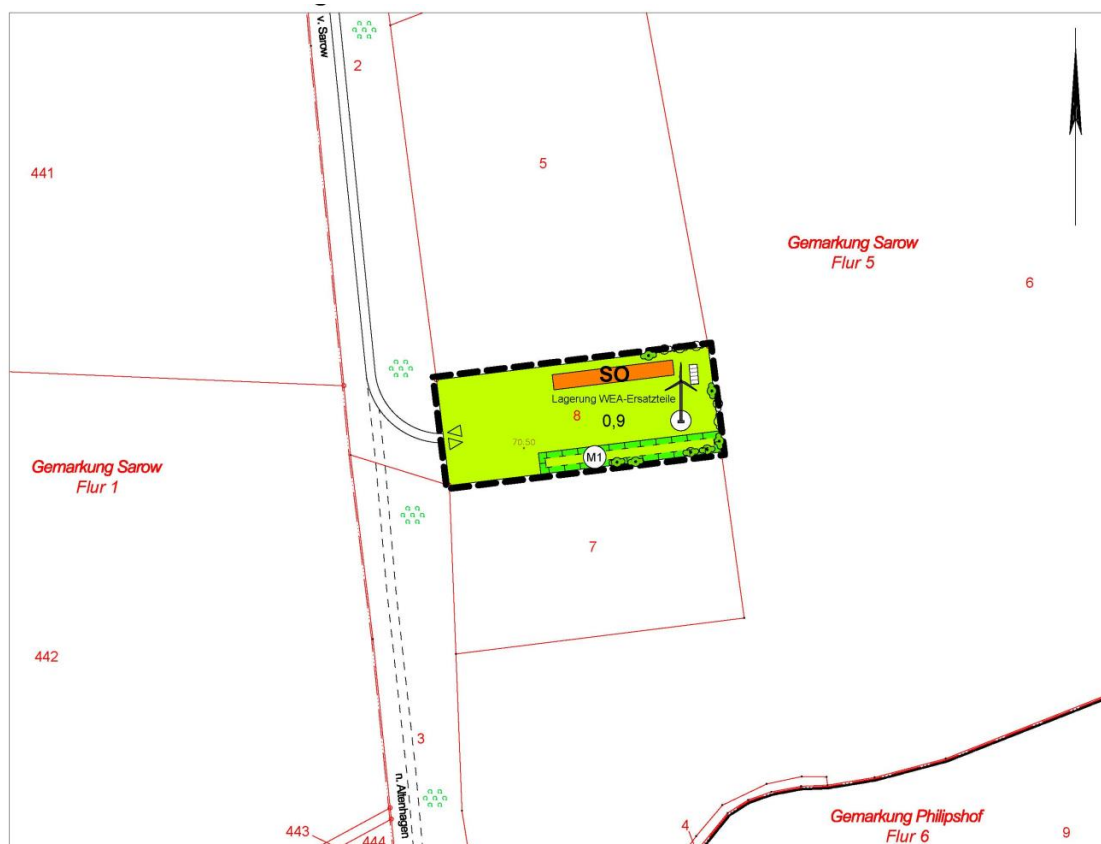 v. Sarow
2
441
5
Gemarkung Sarow
Flur 5
6
SO
Lagerung WEA-Ersatzteile
8
0,9
70.50
M1
Gemarkung Sarow
Flur 1
7
442
3
n. Altenhagen
443
444
4
Gemarkung Philipshof
Flur 6
9